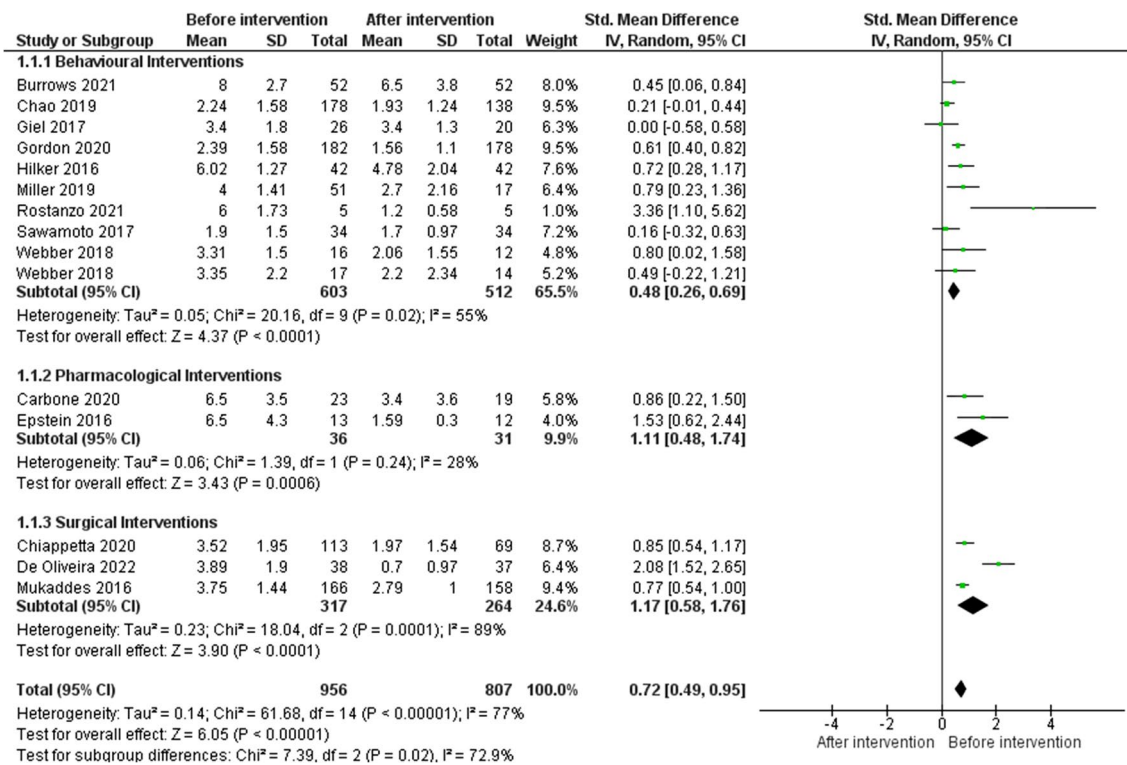 Before intervention After intervention Std. Mean Difference Std. Mean Difference
Study or Subgroup Mean SD Total Mean SD Total Weight IV, Random, 95% CI IV, Random, 95% CI
1.1.1 Behavioural Interventions
Burrows 2021 8 2.7 52 6.5 3.8 52 8.0% 0.45 [0.06, 0.84]
Chao 2019 2.24 1.58 178 1.93 1.24 138 9.5% 0.21 [-0.01, 0.44]
Giel 2017 3.4 1.8 26 3.4 1.3 20 6.3% 0.00 [-0.58, 0.58]
Gordon 2020 2.39 1.58 182 1.56 1.1 178 9.5% 0.61 [0.40, 0.82]
Hilker 2016 6.02 1.27 42 4.78 2.04 42 7.6% 0.72 [0.28, 1.17]
Miller 2019 4 1.41 51 2.7 2.16 17 6.4% 0.79 [0.23, 1.36]
Rostanzo 2021 6 1.73 5 1.2 0.58 5 1.0% 3.36 [1.10, 5.62]
Sawamoto 2017 1.9 1.5 34 1.7 0.97 34 7.2% 0.16 [-0.32, 0.63]
Webber 2018 3.31 1.5 16 2.06 1.55 12 4.8% 0.80 [0.02, 1.58]
Webber 2018 3.35 2.2 17 2.2 2.34 14 5.2% 0.49 [-0.22, 1.21]
Subtotal (95% CI) 603 512 65.5% 0.48 [0.26, 0.69]
Heterogeneity: Tau² = 0.05; Chi² = 20.16, df = 9 (P = 0.02); I² = 55%
Test for overall effect: Z = 4.37 (P < 0.0001)
1.1.2 Pharmacological Interventions
Carbone 2020 6.5 3.5 23 3.4 3.6 19 5.8% 0.86 [0.22, 1.50]
Epstein 2016 6.5 4.3 13 1.59 0.3 12 4.0% 1.53 [0.62, 2.44]
Subtotal (95% CI) 36 31 9.9% 1.11 [0.48, 1.74]
Heterogeneity: Tau² = 0.06; Chi² = 1.39, df = 1 (P = 0.24); I² = 28%
Test for overall effect: Z = 3.43 (P = 0.0006)
1.1.3 Surgical Interventions
Chiappetta 2020 3.52 1.95 113 1.97 1.54 69 8.7% 0.85 [0.54, 1.17]
De Oliveira 2022 3.89 1.9 38 0.7 0.97 37 6.4% 2.08 [1.52, 2.65]
Mukaddes 2016 3.75 1.44 166 2.79 1 158 9.4% 0.77 [0.54, 1.00]
Subtotal (95% CI) 317 264 24.6% 1.17 [0.58, 1.76]
Heterogeneity: Tau² = 0.23; Chi² = 18.04, df = 2 (P = 0.0001); I² = 89%
Test for overall effect: Z = 3.90 (P < 0.0001)
Total (95% CI) 956 807 100.0% 0.72 [0.49, 0.95]
Heterogeneity: Tau² = 0.14; Chi² = 61.68, df = 14 (P < 0.00001); I² = 77%
Test for overall effect: Z = 6.05 (P < 0.00001)
Test for subgroup differences: Chi² = 7.39, df = 2 (P = 0.02), I² = 72.9%
-4 -2 0 2 4
After intervention Before intervention